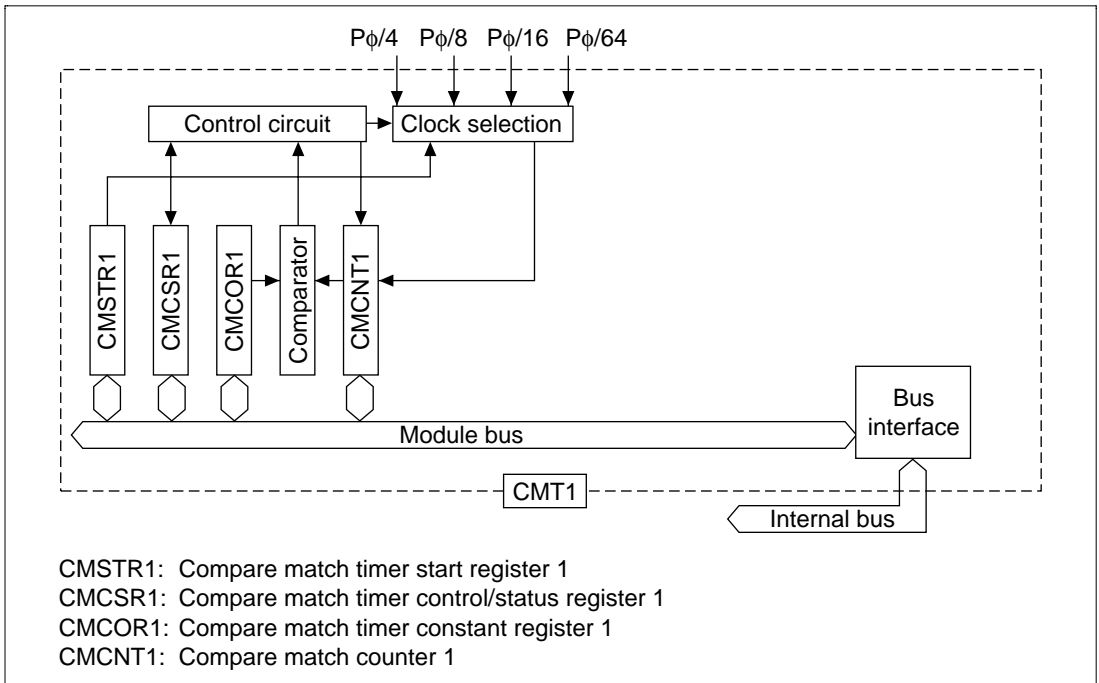 Pϕ/4 Pϕ/8 Pϕ/16 Pϕ/64
Control circuit
Clock selection
CMSTR1
CMCSR1
CMCOR1
Comparator
CMCNT1
Bus
interface
Module bus
CMT1
Internal bus
CMSTR1: Compare match timer start register 1
CMCSR1: Compare match timer control/status register 1
CMCOR1: Compare match timer constant register 1
CMCNT1: Compare match counter 1